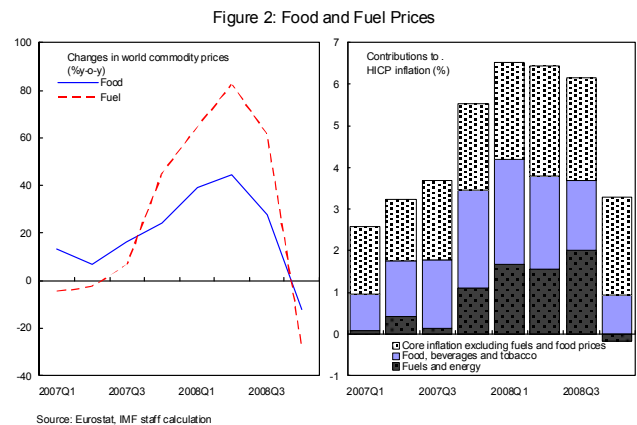 Figure 2: Food and Fuel Prices
Changes in world commodity prices
(%y-o-y)
Food
Fuel
100
80
60
40
20
0
-20
-40
2007Q1 2007Q3 2008Q1 2008Q3
Contributions to .
HICP inflation (%)
7
6
5
4
3
2
1
0
-1
Core inflation excluding fuels and food prices
Food, beverages and tobacco
Fuels and energy
2007Q1 2007Q3 2008Q1 2008Q3
Source: Eurostat, IMF staff calculation